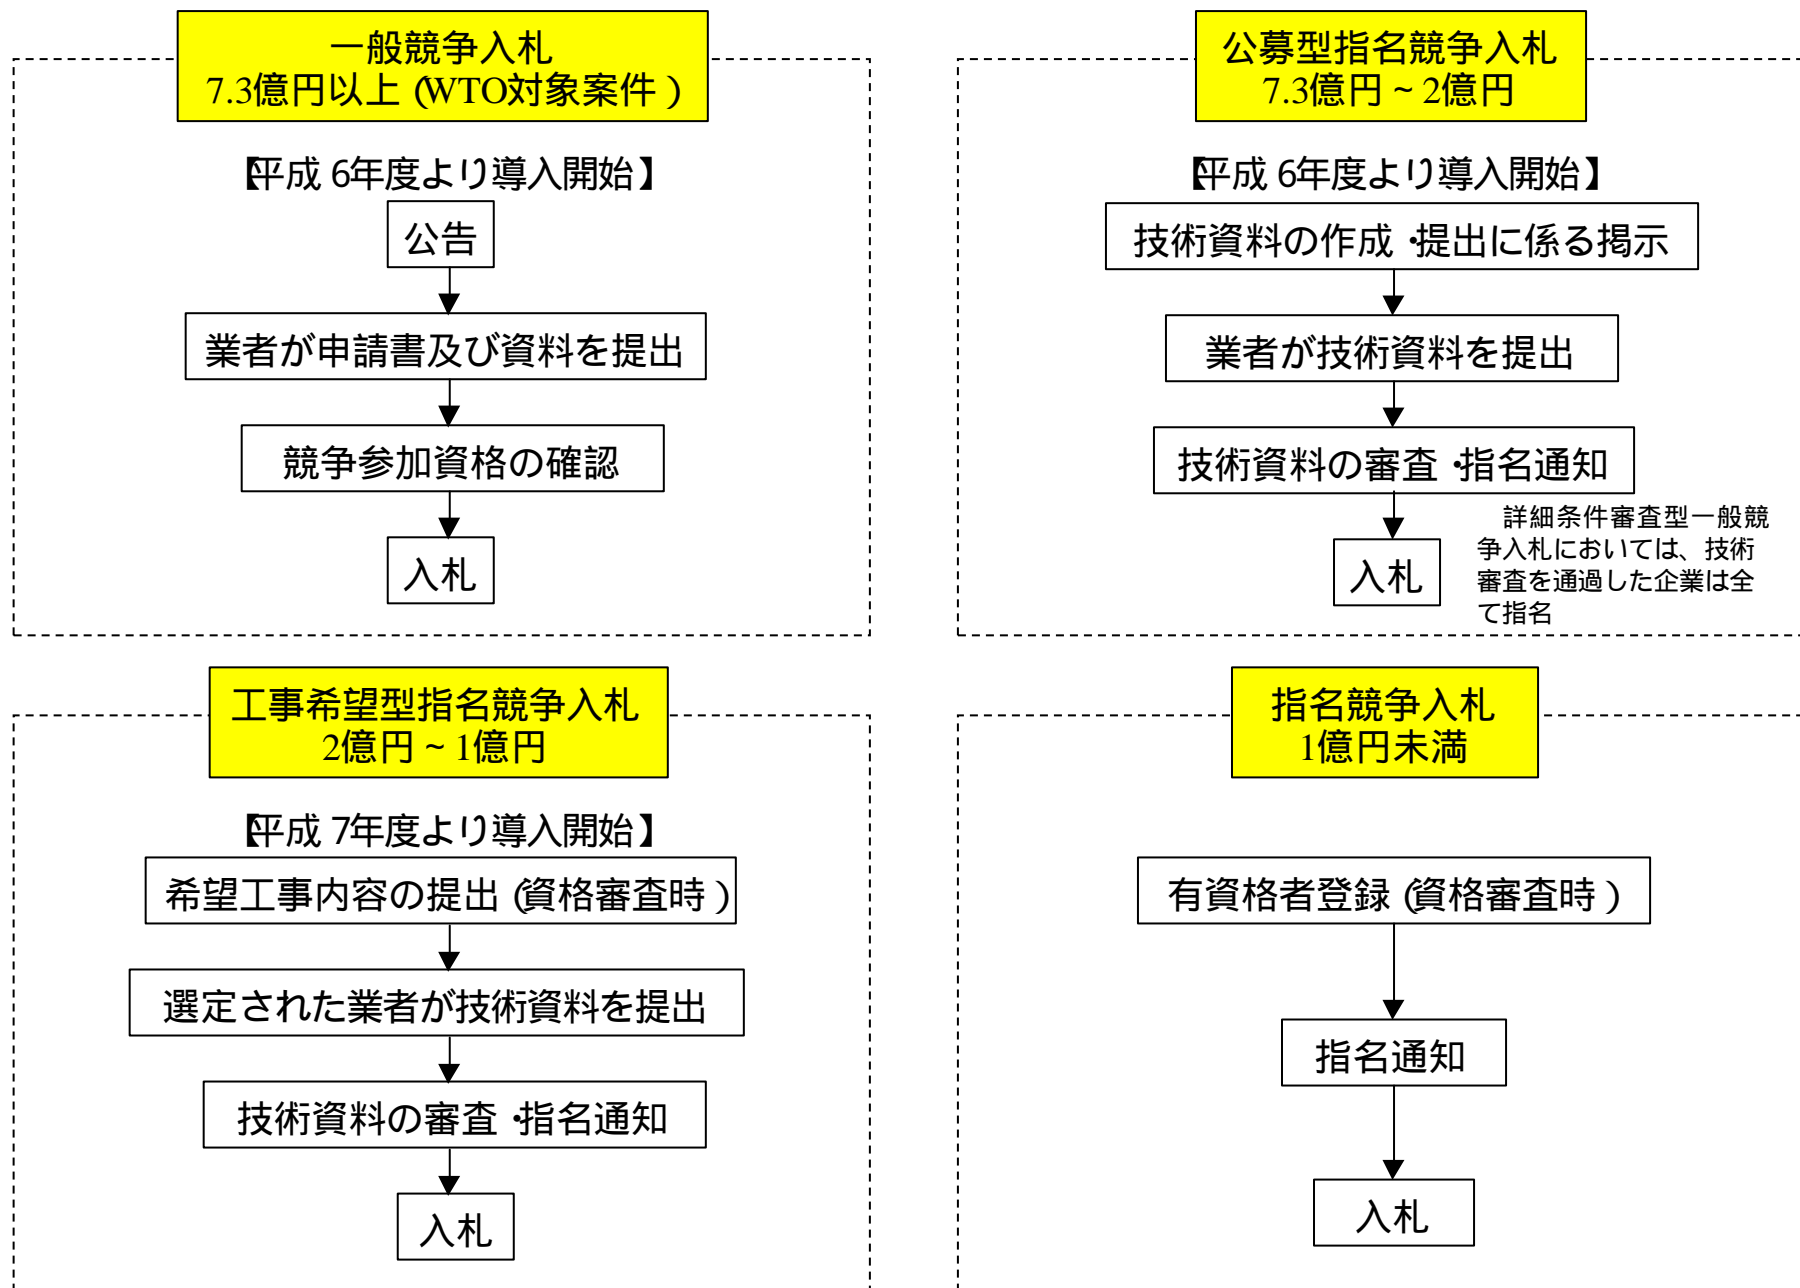 一般競争入札
7.3億円以上(WTO対象案件)
【平成6年度より導入開始】
公告
業者が申請書及び資料を提出
競争参加資格の確認
入札
公募型指名競争入札
7.3億円~2億円
【平成6年度より導入開始】
技術資料の作成・提出に係る掲示
業者が技術資料を提出
技術資料の審査・指名通知
入札
詳細条件審査型一般競
争入札においては、技術
審査を通過した企業は全
て指名
工事希望型指名競争入札
2億円~1億円
【平成7年度より導入開始】
希望工事内容の提出(資格審査時)
選定された業者が技術資料を提出
技術資料の審査・指名通知
入札
指名競争入札
1億円未満
有資格者登録(資格審査時)
指名通知
入札